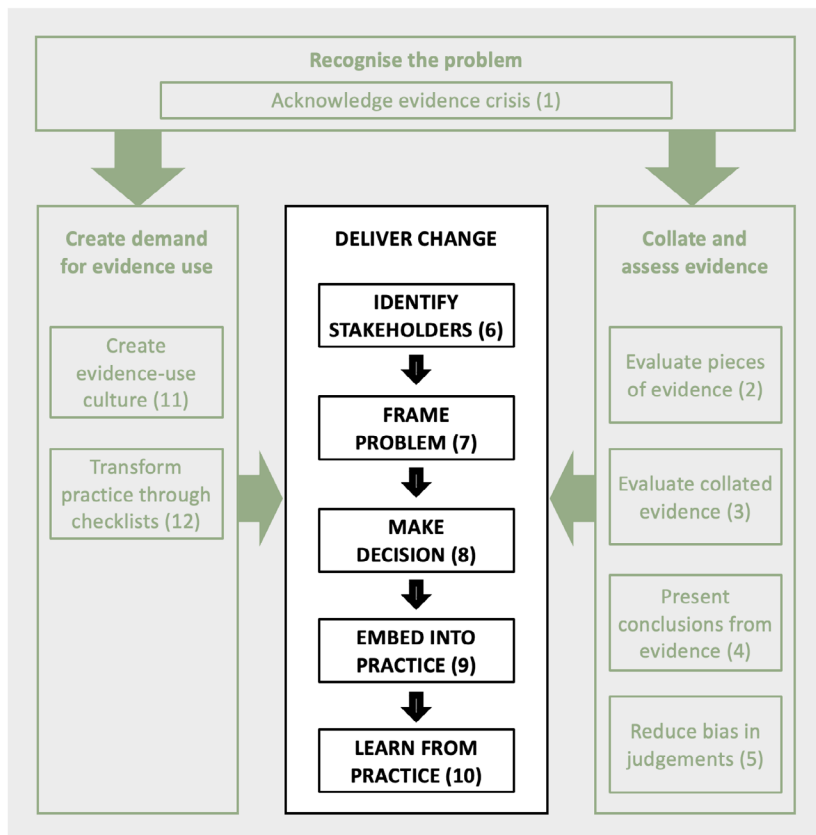 Recognise the problem
Acknowledge evidence crisis (1)
Create demand
for evidence use
Create
evidence-use
culture (11)
Transform
practice through
checklists (12)
DELIVER CHANGE
IDENTIFY
STAKEHOLDERS (6)
FRAME
PROBLEM (7)
MAKE
DECISION (8)
EMBED INTO
PRACTICE (9)
LEARN FROM
PRACTICE (10)
Collate and
assess evidence
Evaluate pieces
of evidence (2)
Evaluate collated
evidence (3)
Present
conclusions from
evidence (4)
Reduce bias in
judgements (5)